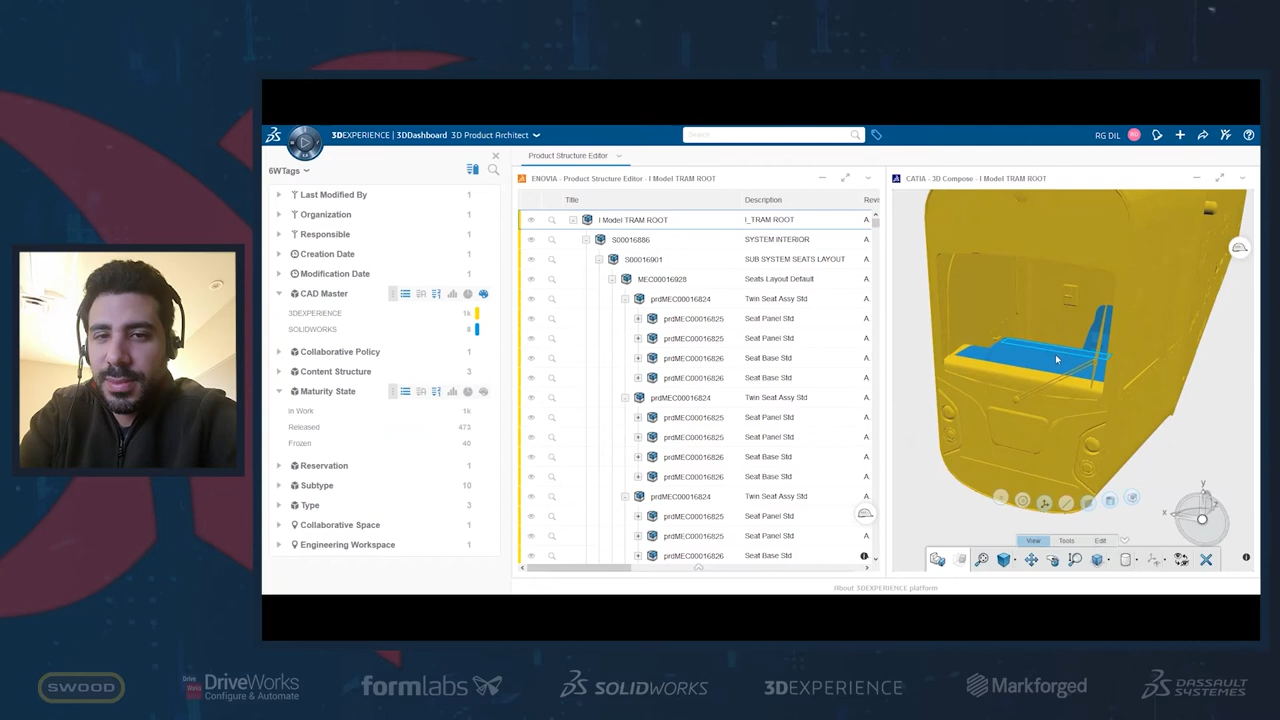 3DEXPERIENCE | 3DDashboard 3D Product Architect
Search
RG DIL
6WTags
Last Modified By 1
Organization 1
Responsible 1
Creation Date 1
Modification Date 1
CAD Master
3DEXPERIENCE 1k
SOLIDWORKS 8
Collaborative Policy 1
Content Structure 3
Maturity State
In Work 1k
Released 473
Frozen 40
Reservation 1
Subtype 10
Type 3
Collaborative Space 1
Engineering Workspace 1
Product Structure Editor
ENOVIA - Product Structure Editor - I Model TRAM ROOT
Title Description Revis
I Model TRAM ROOT I_TRAM ROOT A.
S00016886 SYSTEM INTERIOR A.
S00016901 SUB SYSTEM SEATS LAYOUT A.
MEC00016928 Seats Layout Default A.
prdMEC00016824 Twin Seat Assy Std A.
prdMEC00016825 Seat Panel Std A.
prdMEC00016825 Seat Panel Std A.
prdMEC00016826 Seat Base Std A.
prdMEC00016826 Seat Base Std A.
prdMEC00016824 Twin Seat Assy Std A.
prdMEC00016825 Seat Panel Std A.
prdMEC00016825 Seat Panel Std A.
prdMEC00016826 Seat Base Std A.
prdMEC00016826 Seat Base Std A.
prdMEC00016824 Twin Seat Assy Std A.
prdMEC00016825 Seat Panel Std A.
prdMEC00016825 Seat Panel Std A.
prdMEC00016826 Seat Base Std
CATIA - 3D Compose - I Model TRAM ROOT
y
x
View Tools Edit
About 3DEXPERIENCE platform
SWOOD
DriveWorks
DriveWorks
Configure & Automate
formlabs
SOLIDWORKS
3DEXPERIENCE
Markforged
DASSAULT
SYSTEMES